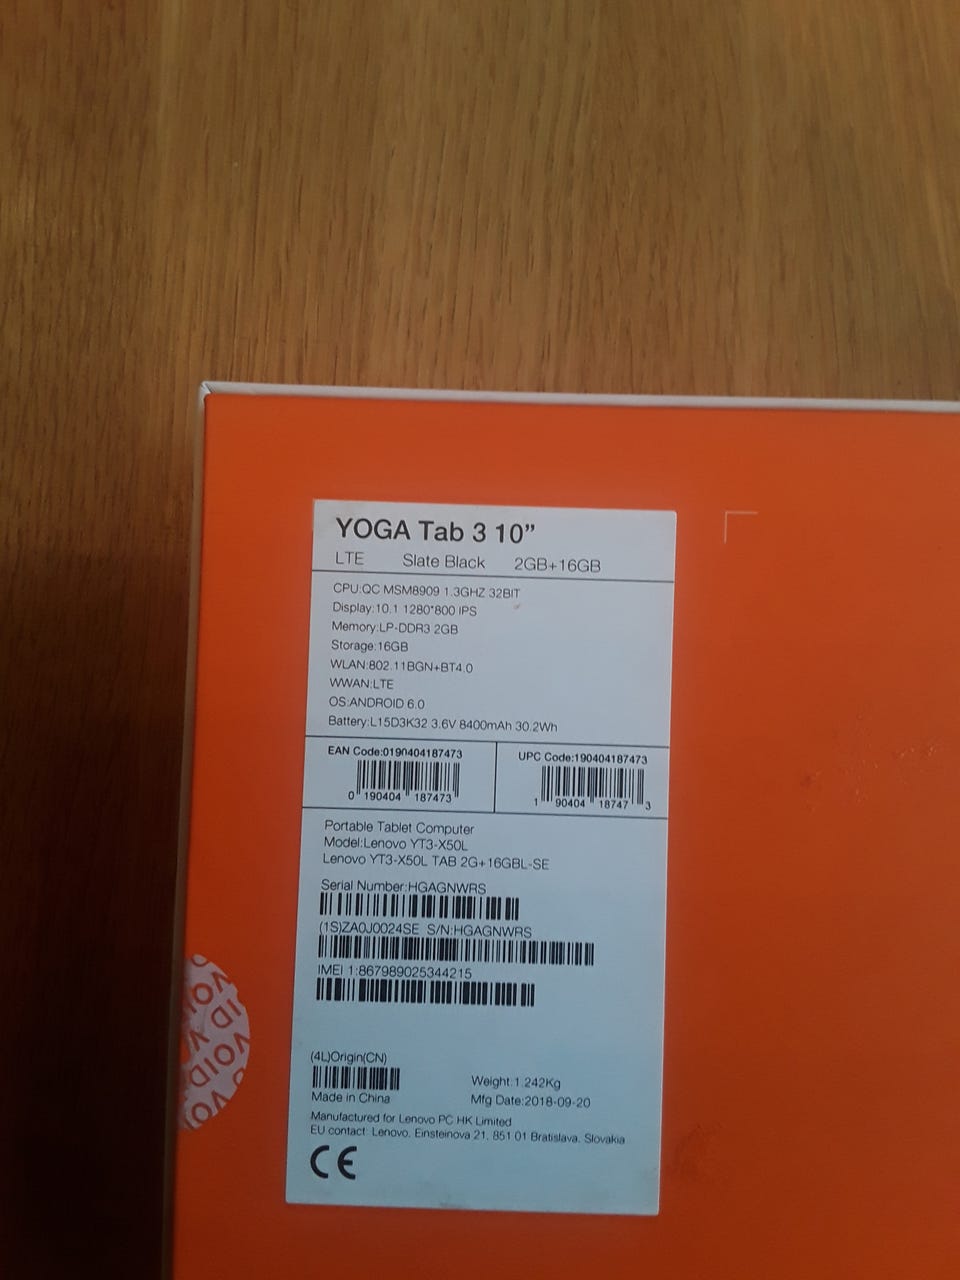 YOGA Tab 3 10”
LTE Slate Black 2GB+16GB
CPU:QC MSM8909 1.3GHZ 32BIT
Display:10.1 1280*800 IPS
Memory:LP-DDR3 2GB
Storage:16GB
WLAN:802.11BGN+BT4.0
WWAN:LTE
OS:ANDROID 6.0
Battery:L15D3K32 3.6V 8400mAh 30.2Wh
EAN Code:0190404187473
0 190404 187473
UPC Code:190404187473
1 90404 18747 3
Portable Tablet Computer
Model:Lenovo YT3-X50L
Lenovo YT3-X50L TAB 2G+16GBL-SE
Serial Number:HGAGNWRS
(1S)ZA0J0024SE S/N:HGAGNWRS
IMEI 1:867989025344215
(4L)Origin(CN)
Made in China
Weight:1.242Kg
Mfg Date:2018-09-20
Manufactured for Lenovo PC HK Limited
EU contact: Lenovo, Einsteinova 21, 851 01 Bratislava, Slovakia
CE
VOID
VOID